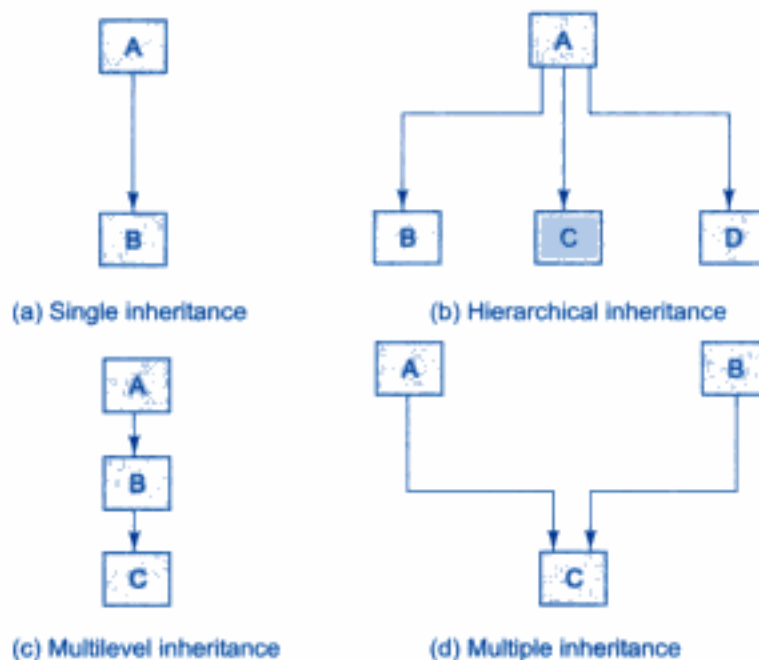 A
A
B
B
C
D
(a) Single inheritance
(b) Hierarchical inheritance
A
A
B
B
C
C
(c) Multilevel inheritance
(d) Multiple inheritance